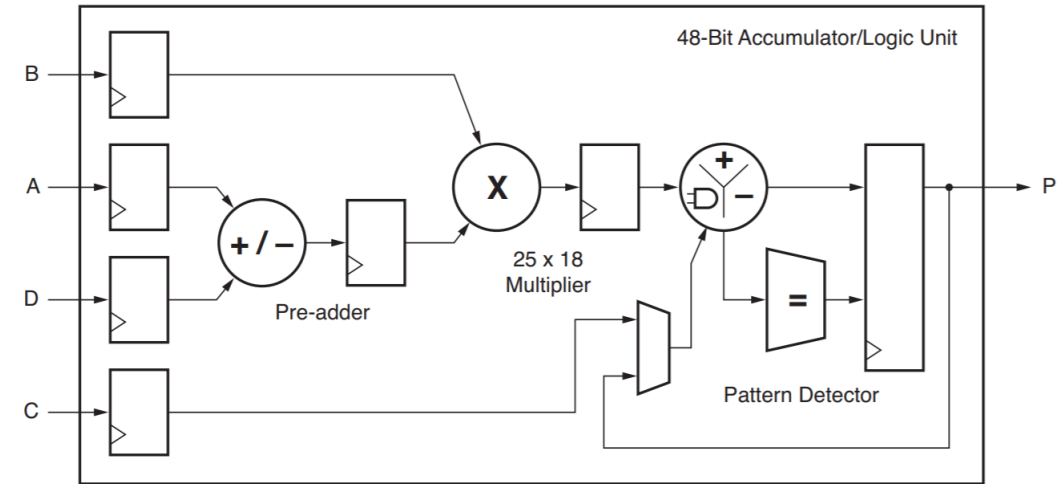 48-Bit Accumulator/Logic Unit
B
A
D
C
+ / −
Pre-adder
X
25 x 18
Multiplier
+
−
=
Pattern Detector
P